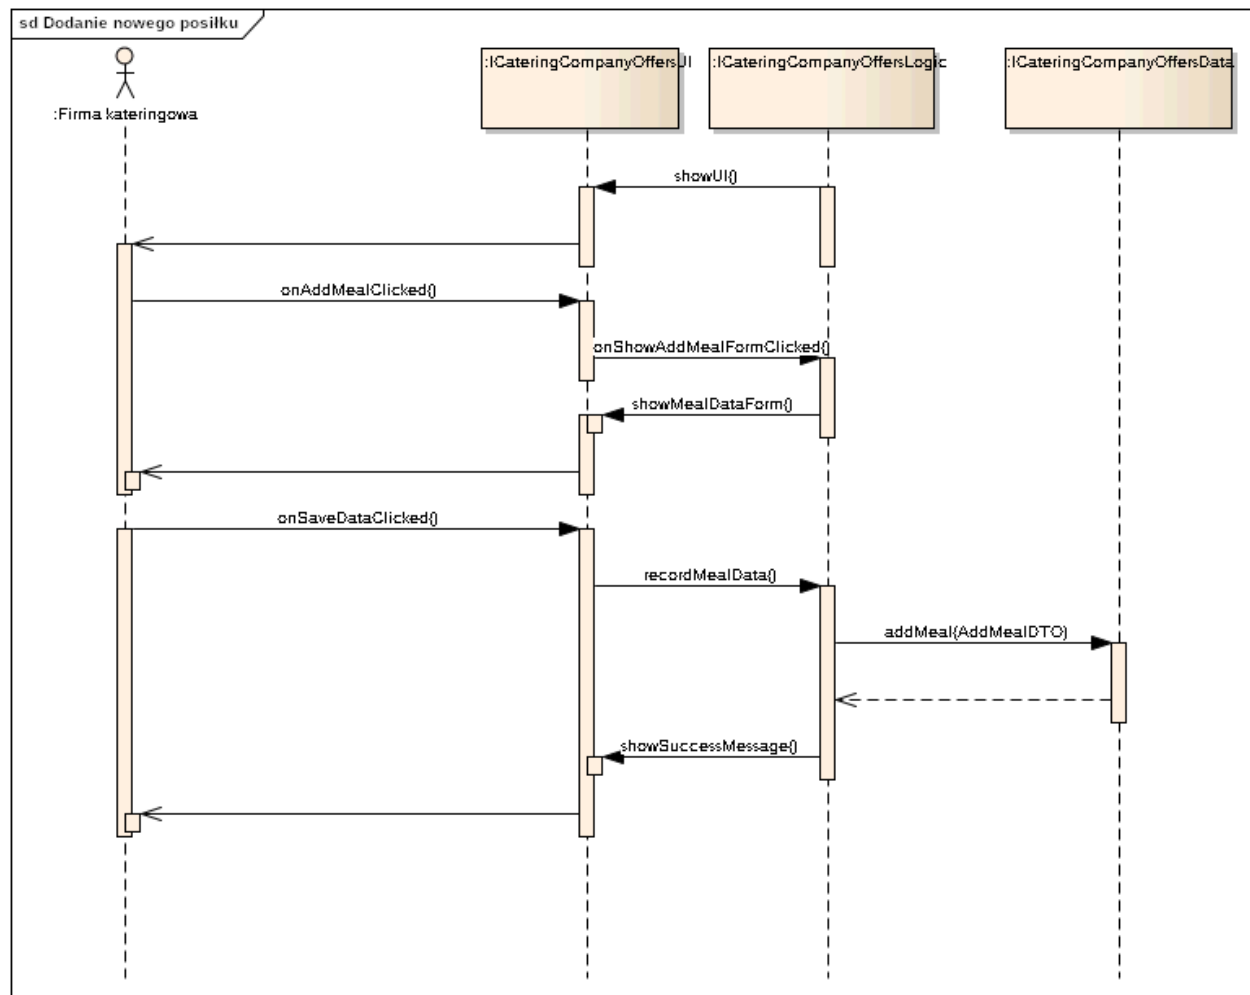 sd Dodanie nowego posiłku
:Firma kateringowa
:ICateringCompanyOffersUI
:ICateringCompanyOffersLogic
:ICateringCompanyOffersData
showUI()
onAddMealClicked()
onShowAddMealFormClicked()
showMealDataForm()
onSaveDataClicked()
recordMealData()
addMeal(AddMealDTO)
showSuccessMessage()